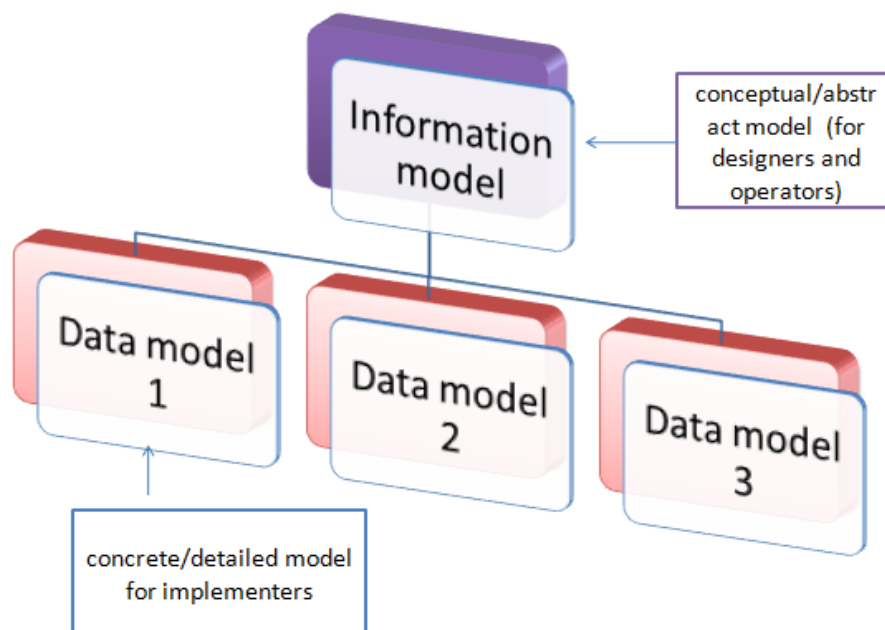 Information
model
conceptual/abstr
act model (for
designers and
operators)
Data model
1
Data model
2
Data model
3
concrete/detailed model
for implementers